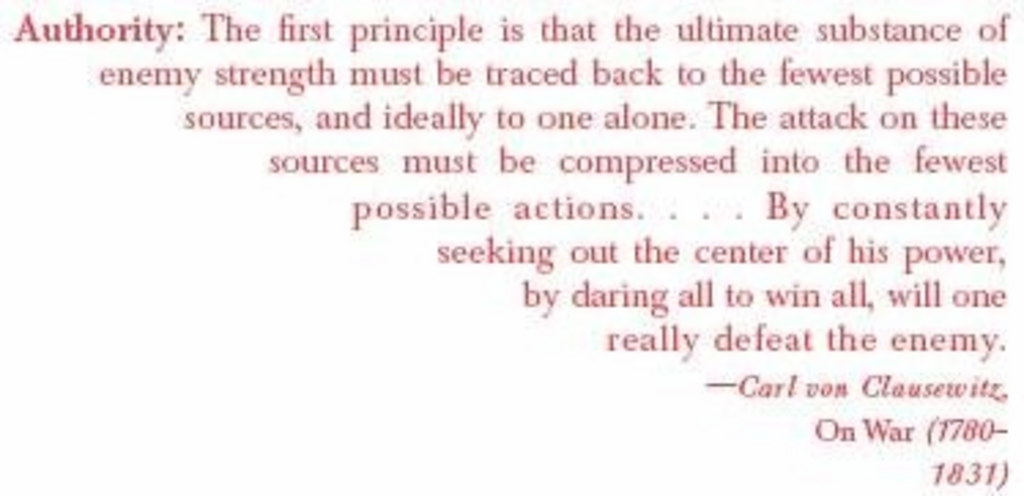 Authority: The first principle is that the ultimate substance of
enemy strength must be traced back to the fewest possible
sources, and ideally to one alone. The attack on these
sources must be compressed into the fewest
possible actions. . . . By constantly
seeking out the center of his power,
by daring all to win all, will one
really defeat the enemy.
—Carl von Clausewitz,
On War (1780–
1831)